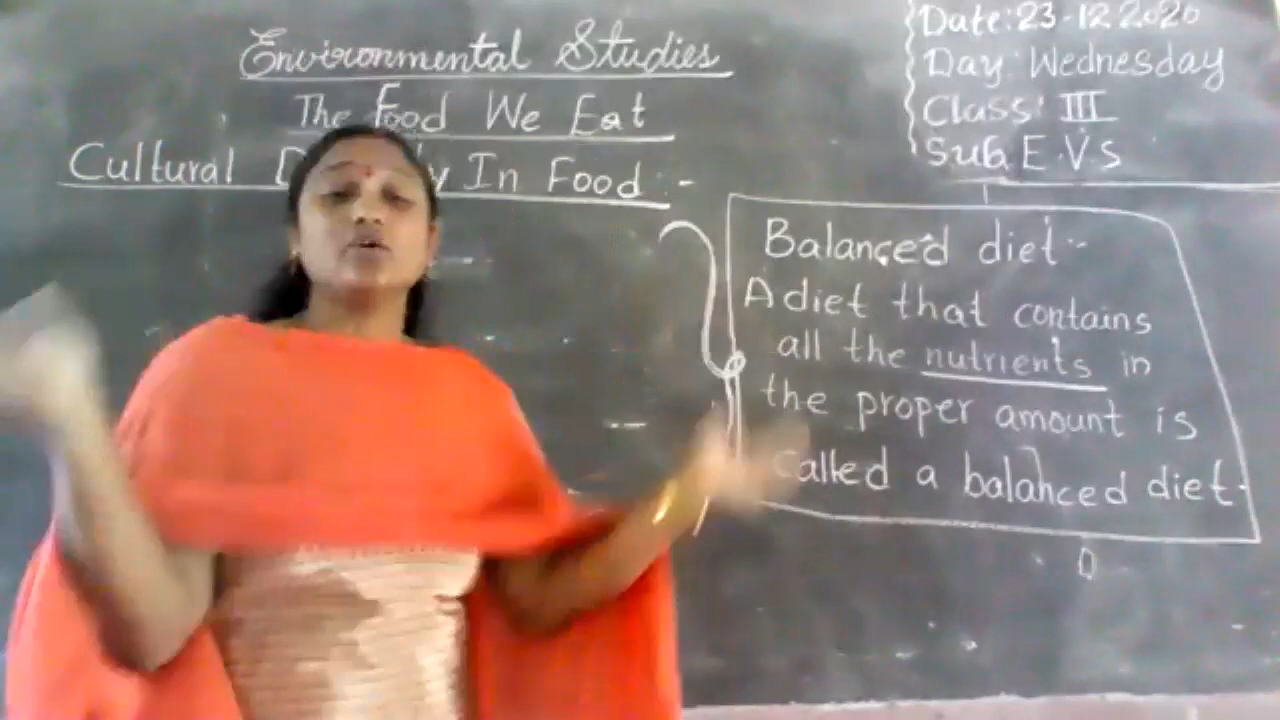 Environmental Studies
The Food We Eat
Cultural In Food :-
Date: 23-12-2020
Day: Wednesday
Class: III
Sub. E.V.S
Balanced diet:-
A diet that contains
all the nutrients in
the proper amount is
called a balanced diet.